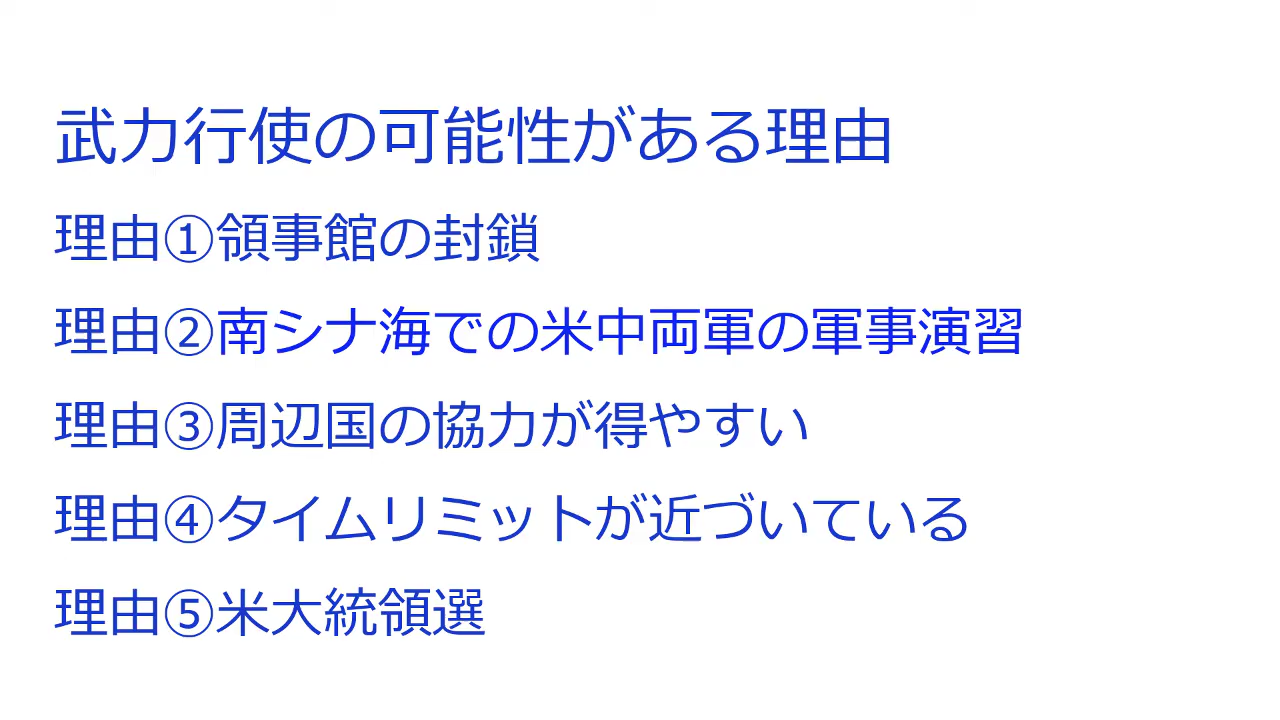 武力行使の可能性がある理由
理由①領事館の封鎖
理由②南シナ海での米中両軍の軍事演習
理由③周辺国の協力が得やすい
理由④タイムリミットが近づいている
理由⑤米大統領選